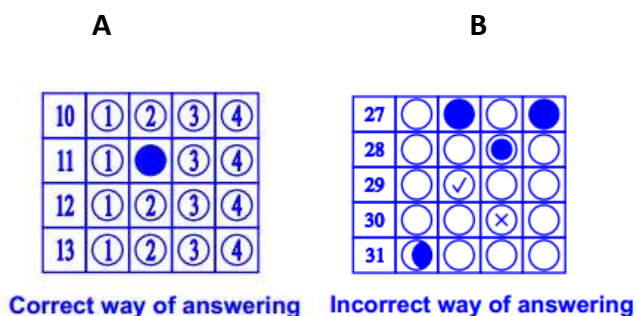 A B
10 ① ② ③ ④
11 ① ③ ④
12 ① ② ③ ④
13 ① ② ③ ④
Correct way of answering
27
28
29
30
31
Incorrect way of answering